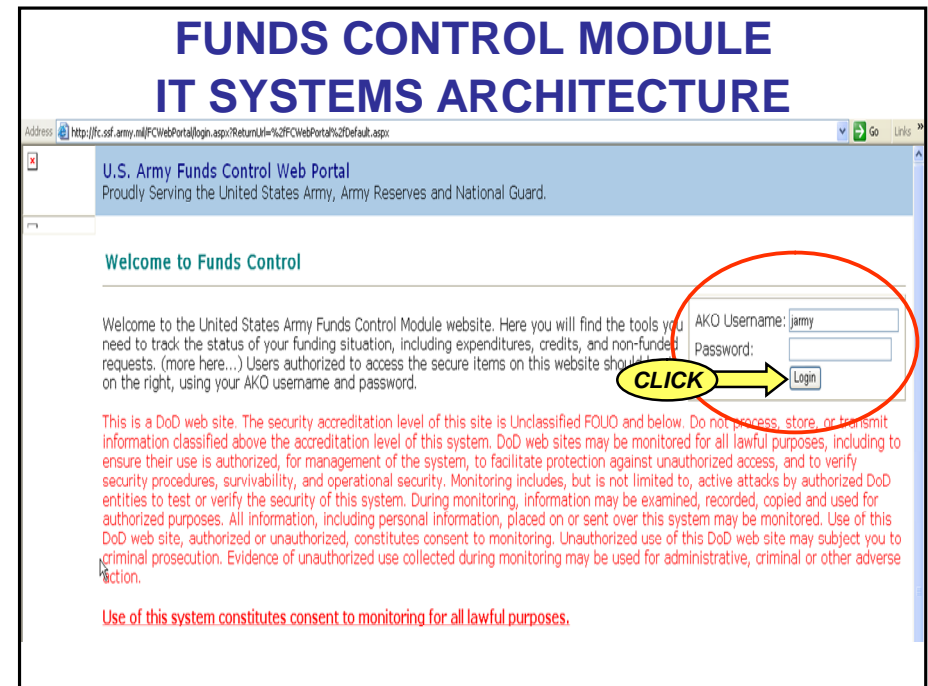 FUNDS CONTROL MODULE
IT SYSTEMS ARCHITECTURE
Address http://fc.ssf.army.mil/FCWebPortal/login.aspx?ReturnUrl=%2fFCWebPortal%2fDefault.aspx Go Links »
U.S. Army Funds Control Web Portal
Proudly Serving the United States Army, Army Reserves and National Guard.
Welcome to Funds Control
Welcome to the United States Army Funds Control Module website. Here you will find the tools you
need to track the status of your funding situation, including expenditures, credits, and non-funded
requests. (more here...) Users authorized to access the secure items on this website should
on the right, using your AKO username and password.
AKO Username: jarmy
Password:
Login
CLICK
This is a DoD web site. The security accreditation level of this site is Unclassified FOUO and below. Do not process, store, or transmit
information classified above the accreditation level of this system. DoD web sites may be monitored for all lawful purposes, including to
ensure their use is authorized, for management of the system, to facilitate protection against unauthorized access, and to verify
security procedures, survivability, and operational security. Monitoring includes, but is not limited to, active attacks by authorized DoD
entities to test or verify the security of this system. During monitoring, information may be examined, recorded, copied and used for
authorized purposes. All information, including personal information, placed on or sent over this system may be monitored. Use of this
DoD web site, authorized or unauthorized, constitutes consent to monitoring. Unauthorized use of this DoD web site may subject you to
criminal prosecution. Evidence of unauthorized use collected during monitoring may be used for administrative, criminal or other adverse
action.
Use of this system constitutes consent to monitoring for all lawful purposes.